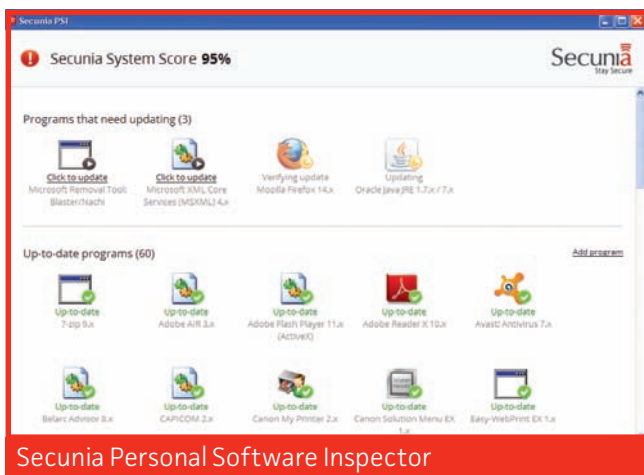 Secunia PSI
Secunia System Score 95%
Secunia
Stay Secure
Programs that need updating (3)
Click to update
Microsoft Removal Tool:
Blaster/Nachi
Click to update
Microsoft XML Core
Services (MSXML) 4.x
Verifying update
Mozilla Firefox 14.x
Updating
Oracle Java JRE 1.7.x / 7.x
Up-to-date programs (60)
Add program
Up-to-date
7-zip 9.x
Up-to-date
Adobe AIR 3.x
Up-to-date
Adobe Flash Player 11.x
(ActiveX)
Up-to-date
Adobe Reader X 10.x
Up-to-date
Avast! Antivirus 7.x
Up-to-date
Belarc Advisor 8.x
Up-to-date
CAPICOM 2.x
Up-to-date
Canon My Printer 2.x
Up-to-date
Canon Solution Menu EX
1.x
Up-to-date
Easy-WebPrint EX 1.x
Secunia Personal Software Inspector